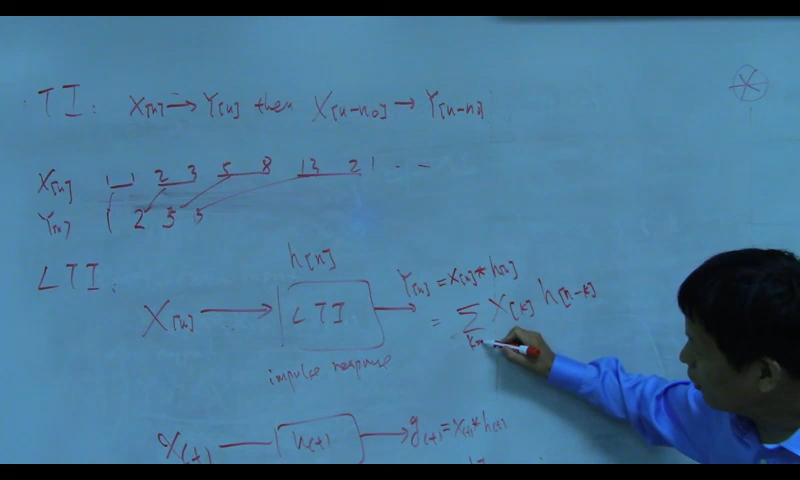 TI: X[n] → Y[n] then X[n-n0] → Y[n-n0]
X[n] 1 1 2 3 5 8 13 21 ...
Y[n] 1 2 5
LTI:
h[n]
X[n] → LTI → Y[n] = X[n] * h[n]
= Σ X[k] h[n-k]
impulse response
x(t) h(t) → y(t) = x(t) * h(t)